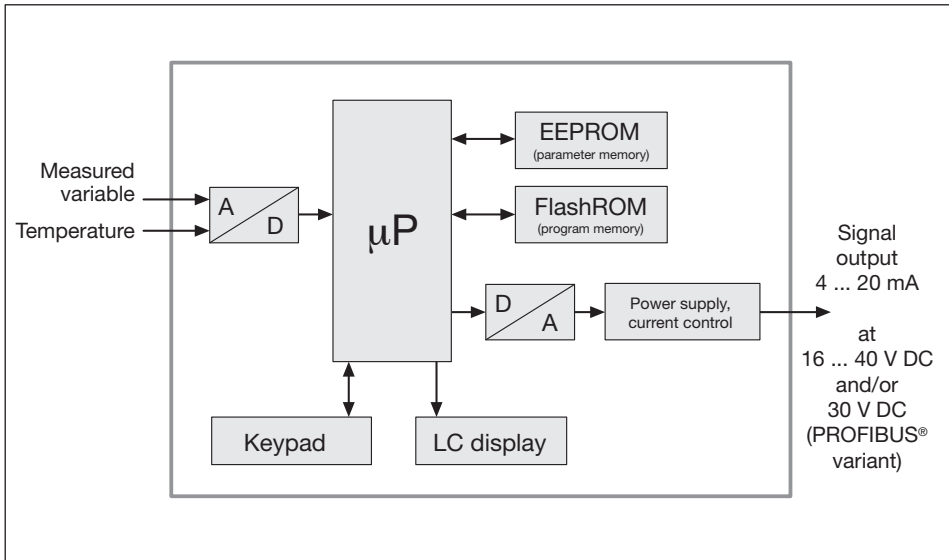 EEPROM
(parameter memory)
Measured
variable
Temperature
A
D
μP
FlashROM
(program memory)
D
A
Power supply,
current control
Signal
output
4 ... 20 mA
at
16 ... 40 V DC
and/or
30 V DC
(PROFIBUS®
variant)
Keypad
LC display